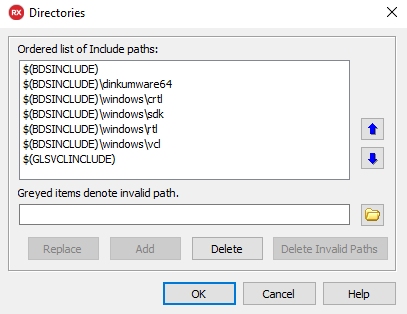 RX
Directories
Ordered list of Include paths:
$(BDSINCLUDE)
$(BDSINCLUDE)\dinkumware64
$(BDSINCLUDE)\windows\crtl
$(BDSINCLUDE)\windows\sdk
$(BDSINCLUDE)\windows\rtl
$(BDSINCLUDE)\windows\vcl
$(GLSVCLINCLUDE)
Greyed items denote invalid path.
Replace Add Delete Delete Invalid Paths
OK Cancel Help